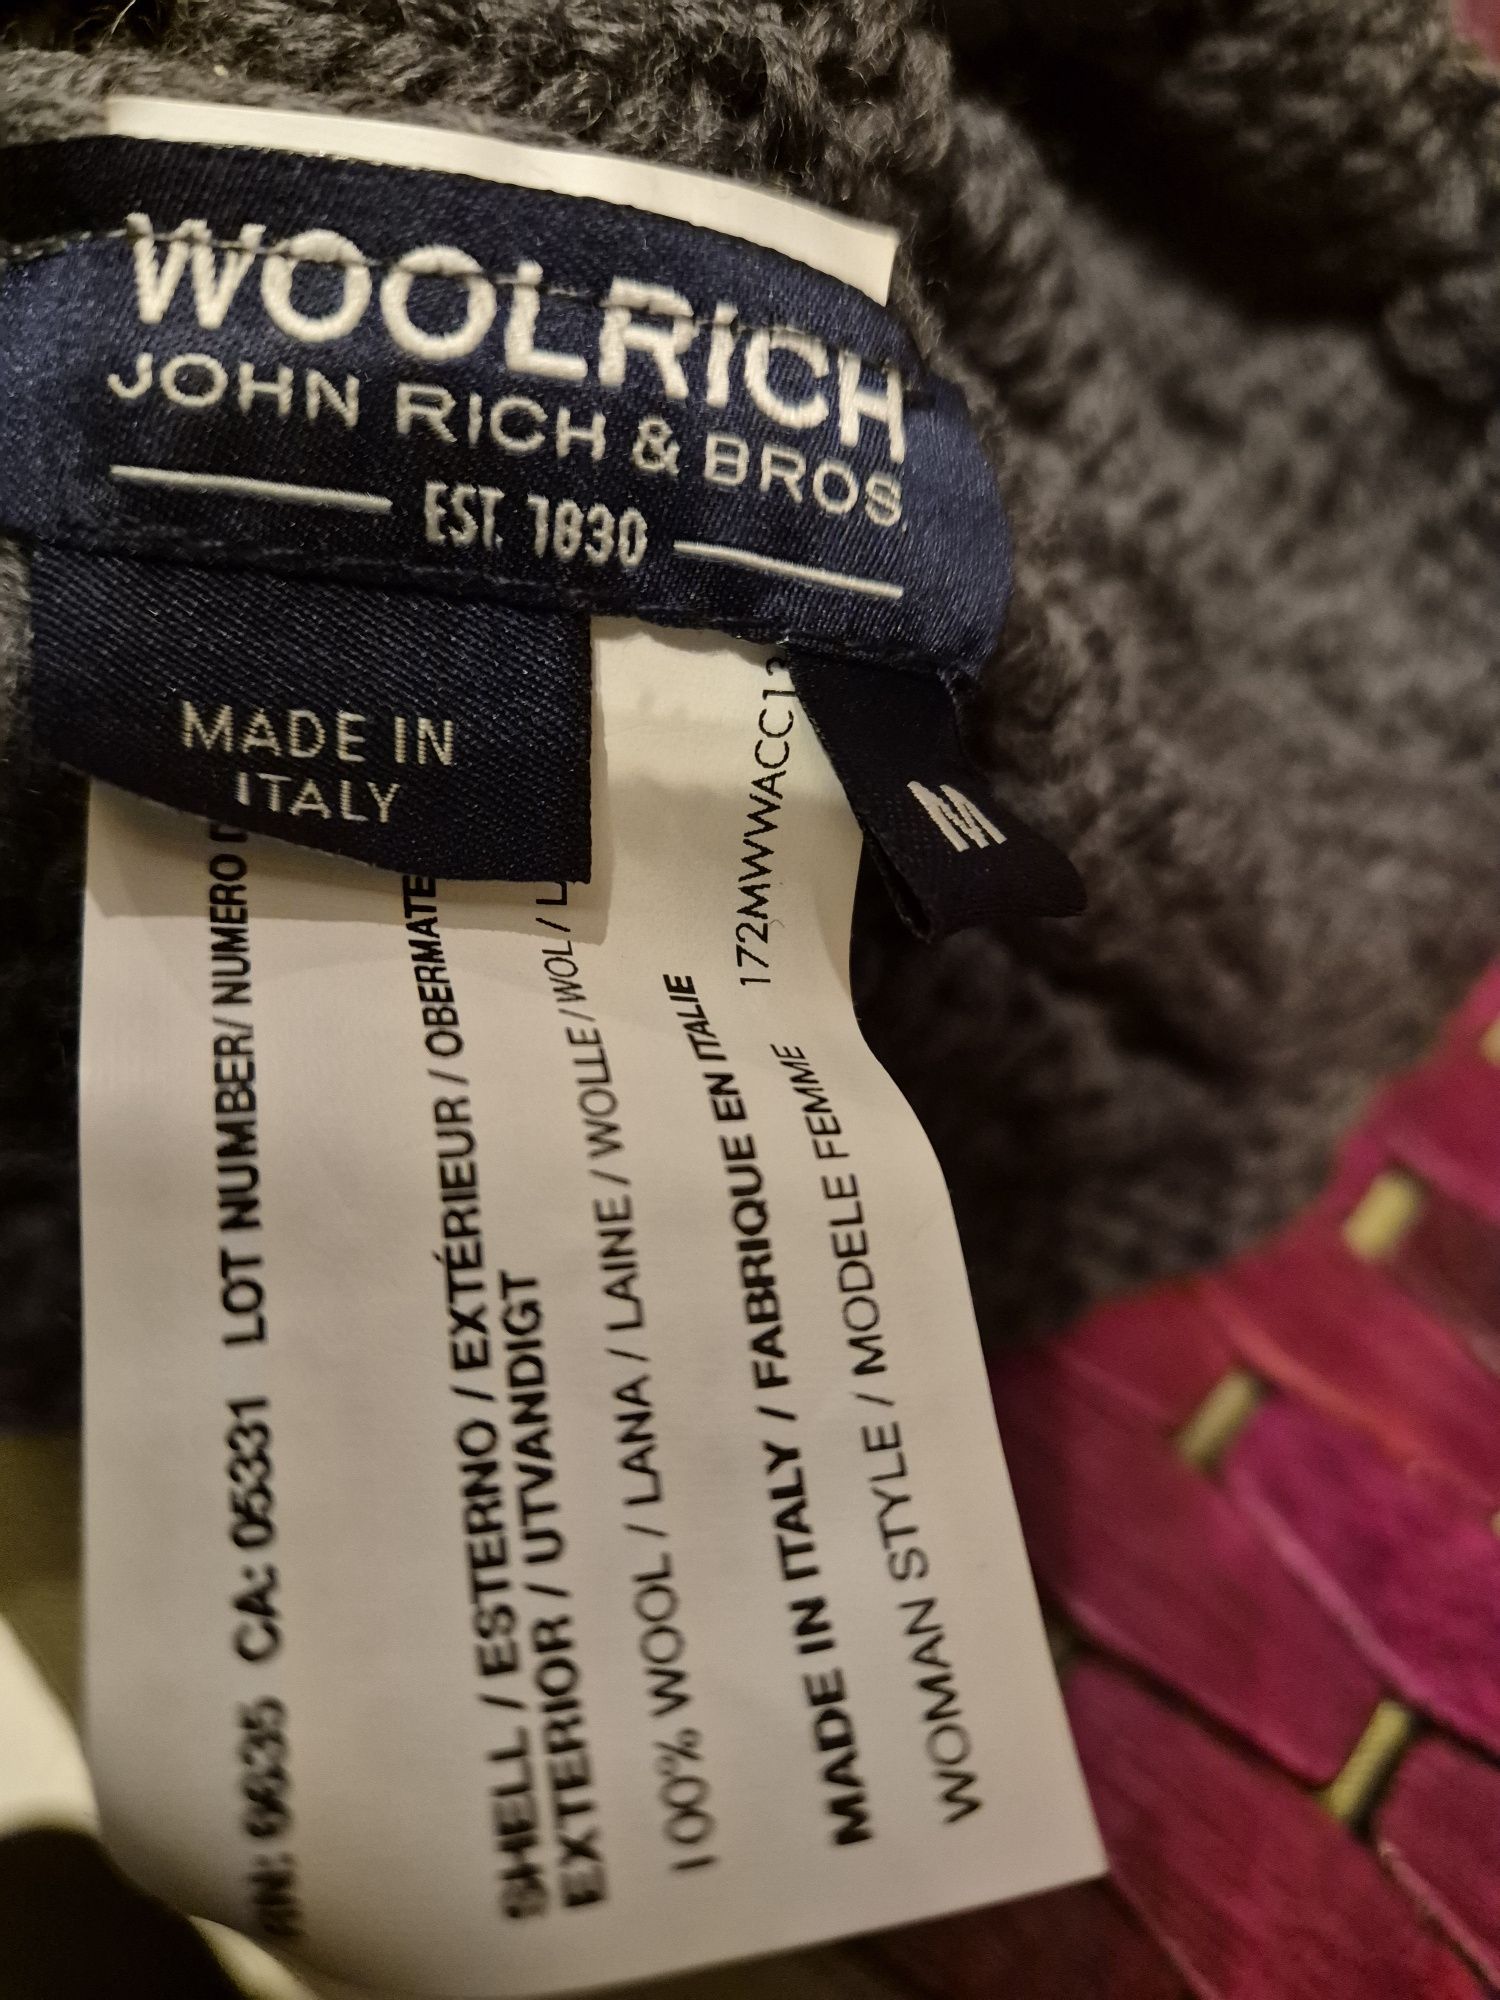 WOOLRICH
JOHN RICH & BROS.
EST. 1830
MADE IN
ITALY
M
CA: 05331 LOT NUMBER/ NUMERO
SHELL / ESTERNO / EXTÉRIEUR / OBERMATE
EXTERIOR / UTVANDIGT
100% WOOL / LANA / LAINE / WOLLE / WOL / L
MADE IN ITALY / FABRIQUE EN ITALIE
WOMAN STYLE / MODELE FEMME 172MWWACC13